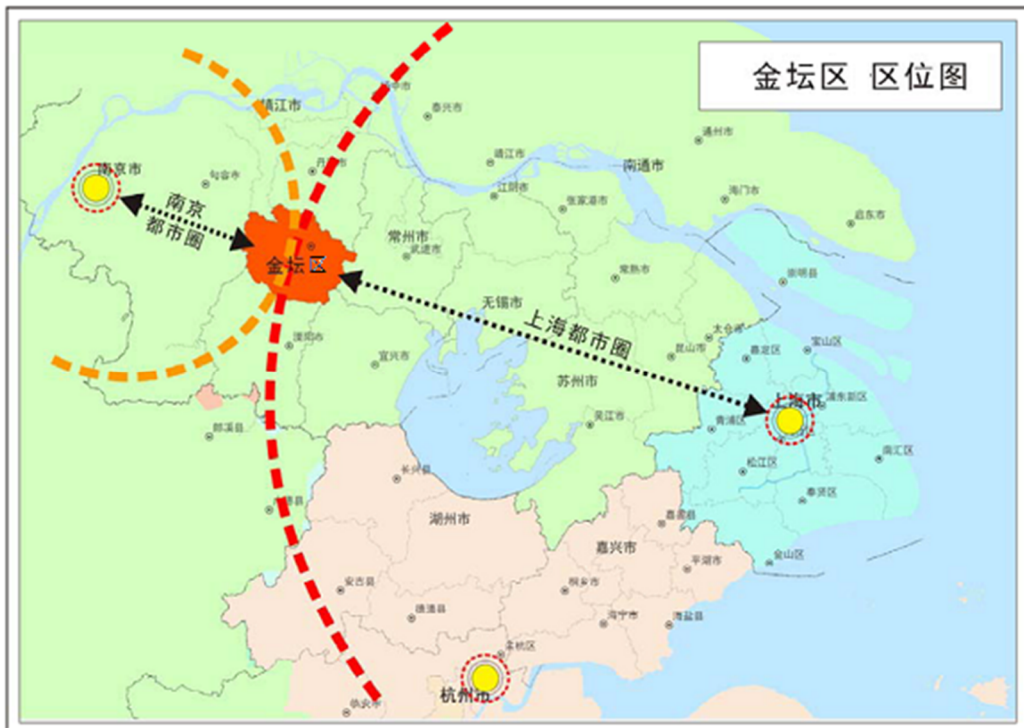 金坛区 区位图
镇江市
扬中市
泰兴市
通州市
南京市
句容市
丹阳市
靖江市
南通市
江阴市
张家港市
海门市
启东市
南京
都市圈
常州市
武进市
金坛区
常熟市
崇明县
无锡市
上海都市圈
太仓市
溧阳市
宜兴市
昆山市
嘉定区
宝山区
苏州市
上海市
浦东新区
吴江市
青浦区
郎溪县
南汇区
长兴县
松江区
奉贤区
湖州市
嘉善县
嘉兴市
金山区
平湖市
安吉县
桐乡市
德清县
海宁市
海盐县
余杭区
杭州市
临安市